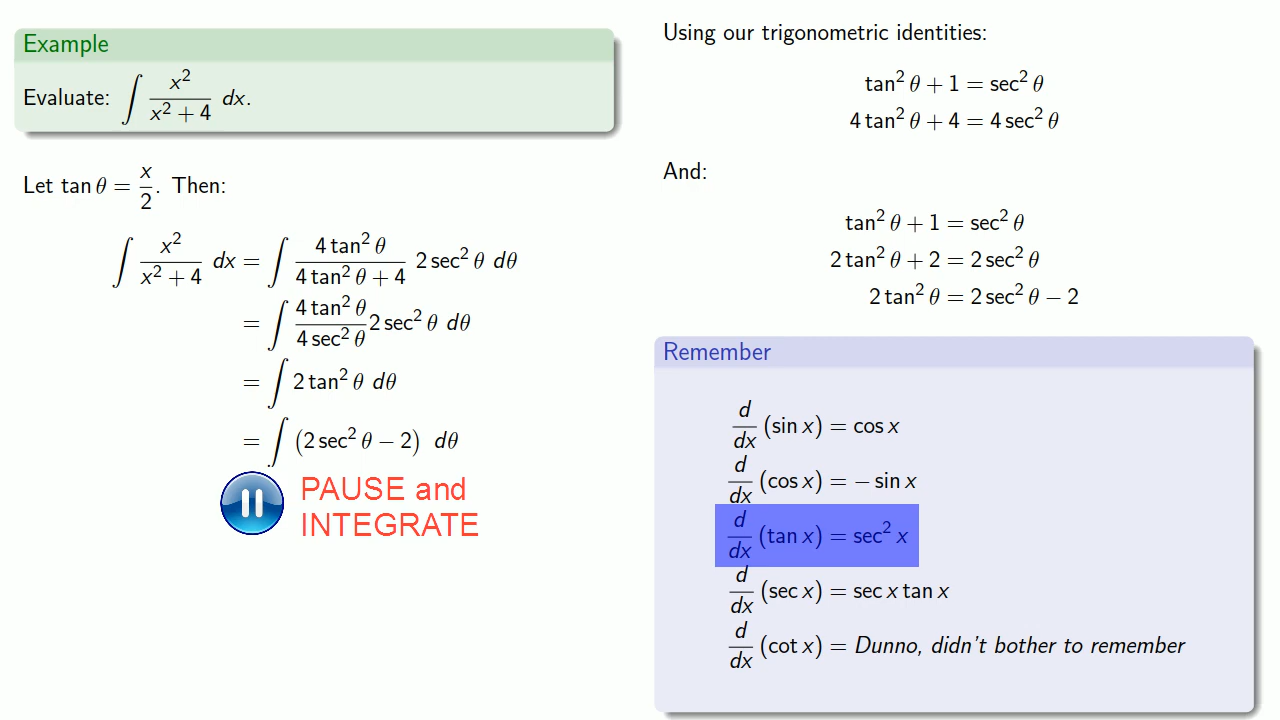 Example
Evaluate: ∫ x²/(x² + 4) dx.
Let tan θ = x/2. Then:
∫ x²/(x² + 4) dx = ∫ (4 tan² θ)/(4 tan² θ + 4) 2 sec² θ dθ
= ∫ (4 tan² θ)/(4 sec² θ) 2 sec² θ dθ
= ∫ 2 tan² θ dθ
= ∫ (2 sec² θ − 2) dθ
PAUSE and
INTEGRATE
Using our trigonometric identities:
tan² θ + 1 = sec² θ
4 tan² θ + 4 = 4 sec² θ
And:
tan² θ + 1 = sec² θ
2 tan² θ + 2 = 2 sec² θ
2 tan² θ = 2 sec² θ − 2
Remember
d/dx (sin x) = cos x
d/dx (cos x) = − sin x
d/dx (tan x) = sec² x
d/dx (sec x) = sec x tan x
d/dx (cot x) = Dunno, didn't bother to remember